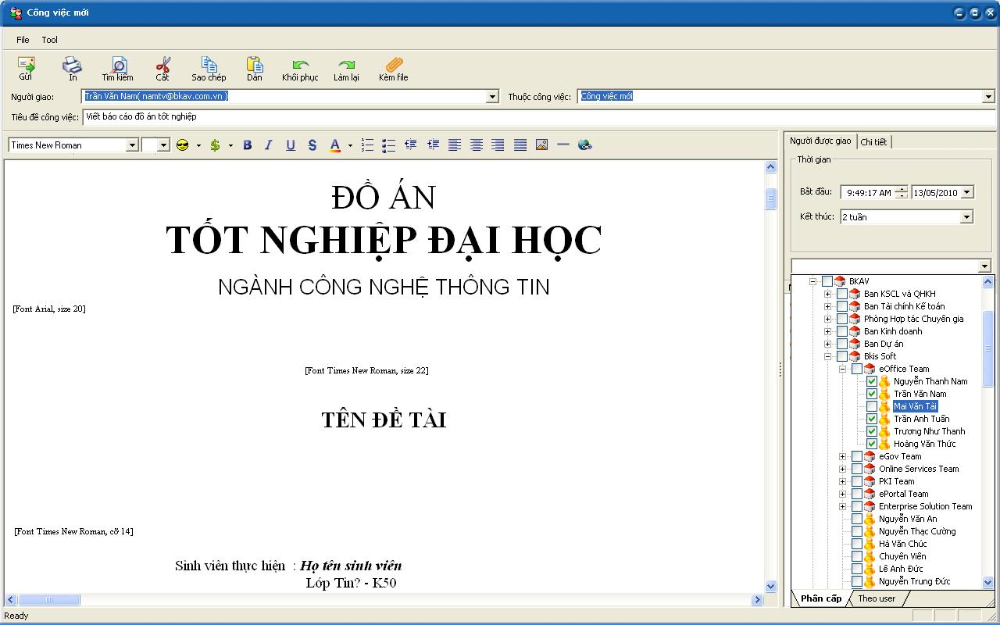 Công việc mới
File Tool
Gửi In Tìm kiếm Cắt Sao chép Dán Khôi phục Làm lại Kèm file
Người giao: Trần Văn Nam( namtv@bkav.com.vn ) Thuộc công việc: Công việc mới
Tiêu đề công việc: Viết báo cáo đồ án tốt nghiệp
Times New Roman
ĐỒ ÁN
TỐT NGHIỆP ĐẠI HỌC
NGÀNH CÔNG NGHỆ THÔNG TIN
[Font Arial, size 20]
[Font Times New Roman, size 22]
TÊN ĐỀ TÀI
[Font Times New Roman, cỡ 14]
Sinh viên thực hiện : Họ tên sinh viên
Lớp Tin? - K50
Người được giao Chi tiết
Thời gian
Bắt đầu: 9:49:17 AM 13/05/2010
Kết thúc: 2 tuần
BKAV
Ban KSCL và QHKH
Ban Tài chính Kế toán
Phòng Hợp tác Chuyên gia
Ban Kinh doanh
Ban Dự án
Bkis Soft
eOffice Team
Nguyễn Thanh Nam
Trần Văn Nam
Mai Văn Tài
Trần Anh Tuấn
Trương Như Thanh
Hoàng Văn Thức
eGov Team
Online Services Team
PKI Team
ePortal Team
Enterprise Solution Team
Nguyễn Văn An
Nguyễn Thạc Cường
Hà Văn Chúc
Chuyên Viên
Lê Anh Đức
Nguyễn Trung Đức
Phân cấp Theo user
Ready